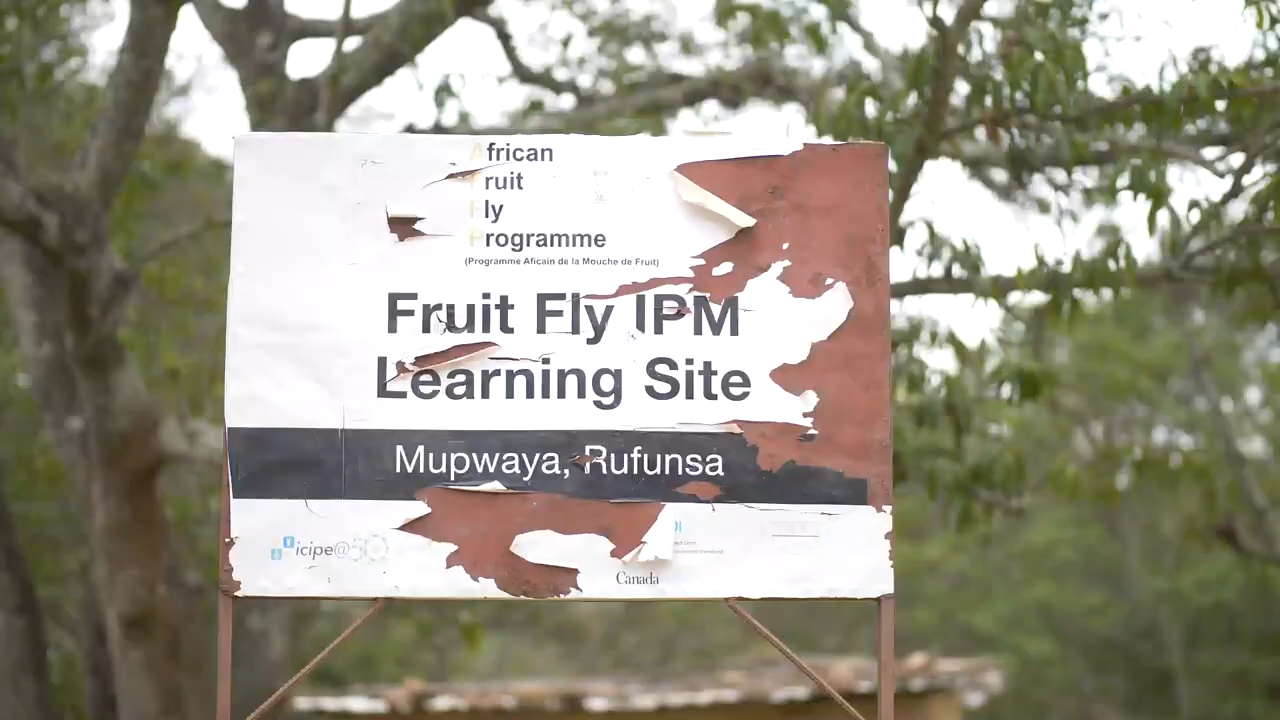 African
Fruit
Fly
Programme
(Programme Aficain de la Mouche de Fruit)
Fruit Fly IPM
Learning Site
Mupwaya, Rufunsa
icipe@50
Canada